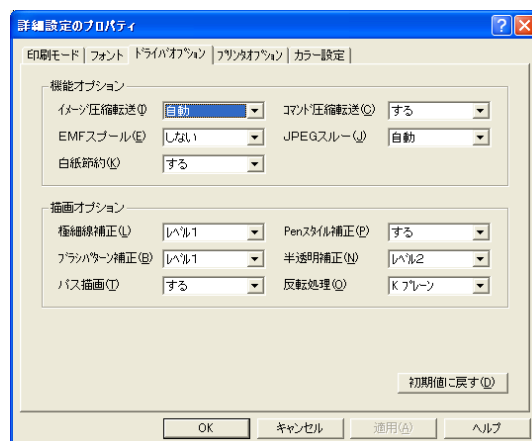 詳細設定のプロパティ
印刷モード フォント ドライバオプション プリンタオプション カラー設定
機能オプション
イメージ圧縮転送(I) 自動 コマンド圧縮転送(C) する
EMFスプール(E) しない JPEGスルー(J) 自動
白紙節約(K) する
描画オプション
極細線補正(L) レベル1 Penスタイル補正(P) する
ブラシパターン補正(B) レベル1 半透明補正(N) レベル2
パス描画(T) する 反転処理(O) K プレーン
初期値に戻す(D)
OK キャンセル 適用(A) ヘルプ